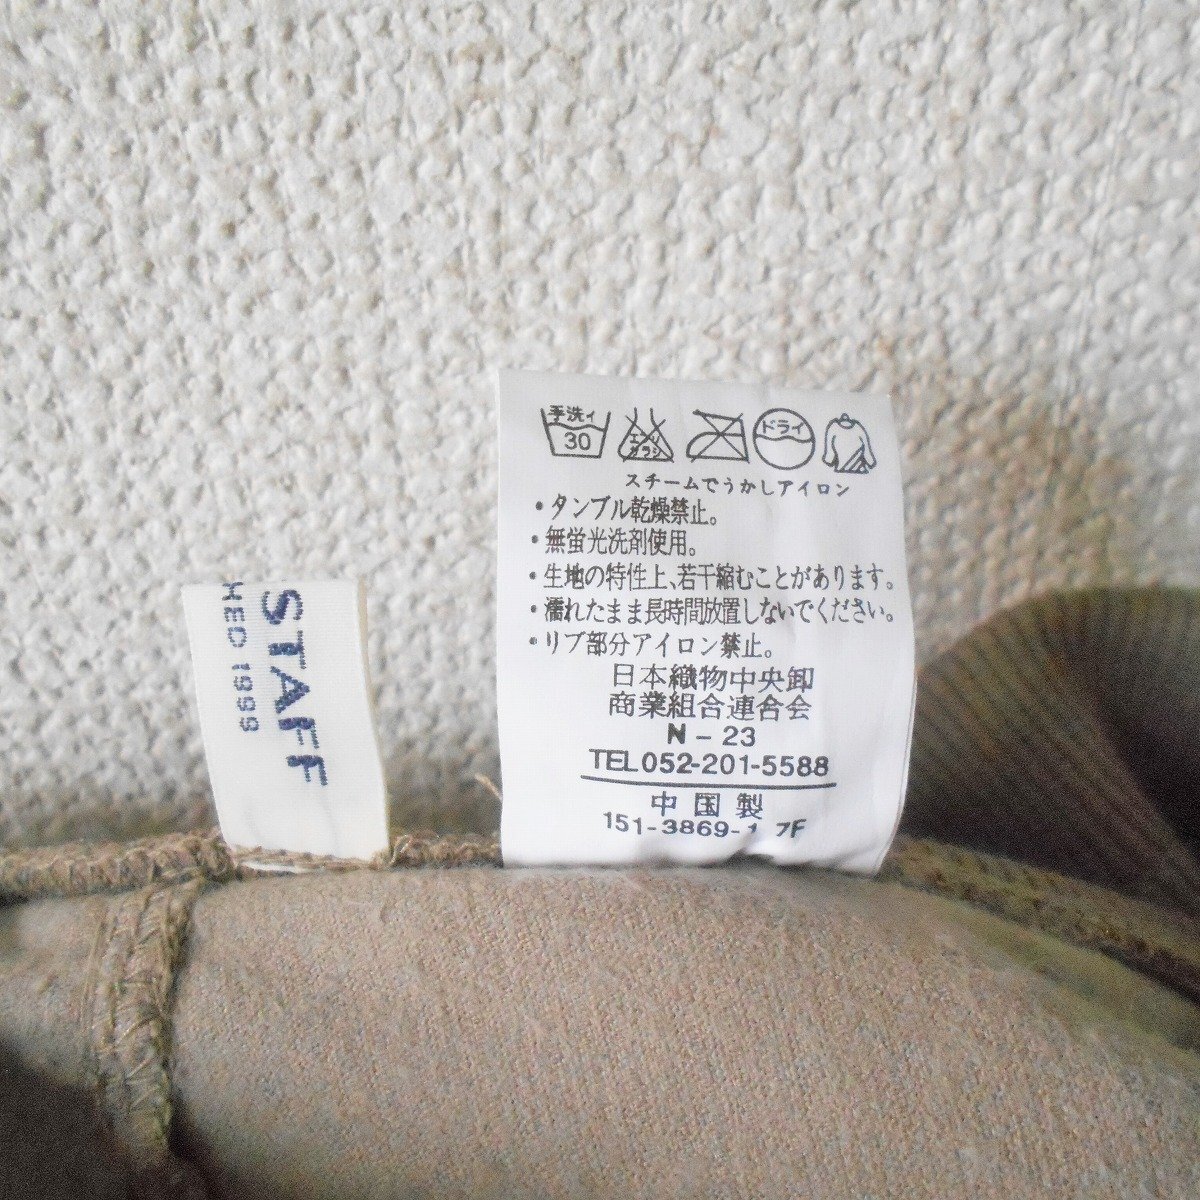 STAFF
HED 1999
手洗イ
30
エンソ
サラシ
ドライ
スチームでうかしアイロン
・タンブル乾燥禁止。
・無蛍光洗剤使用。
・生地の特性上、若干縮むことがあります。
・濡れたまま長時間放置しないでください。
・リブ部分アイロン禁止。
日本織物中央卸
商業組合連合会
N - 23
TEL052-201-5588
中国製
151-3869-1 7F